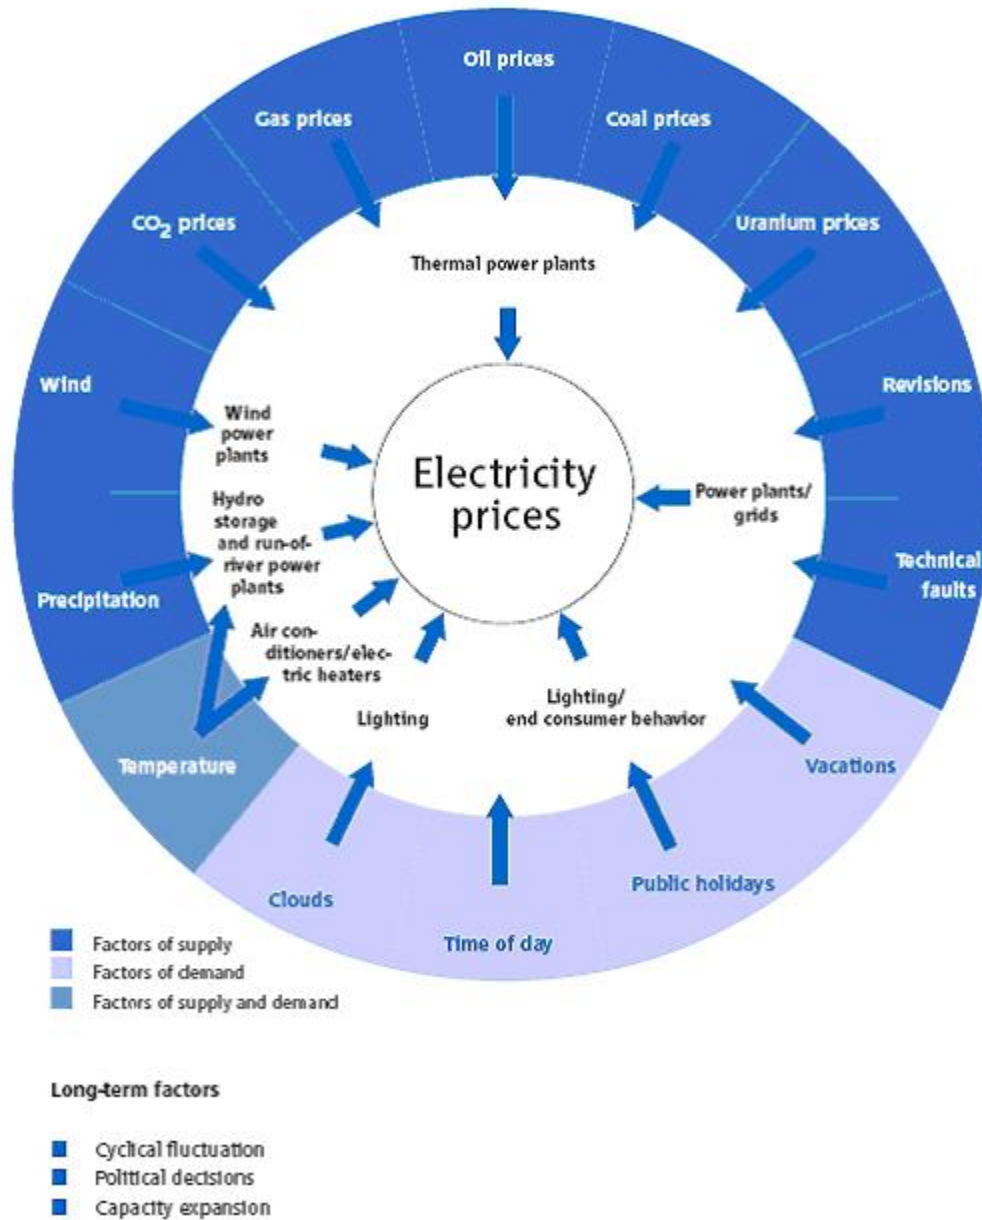 Oil prices
Gas prices
Coal prices
CO₂ prices
Uranium prices
Thermal power plants
Wind
Revisions
Wind
power
plants
Electricity
prices
Power plants/
grids
Hydro
storage
and run-of-
river power
plants
Technical
faults
Precipitation
Air con-
ditioners/elec-
tric heaters
Lighting
Lighting/
end consumer behavior
Temperature
Vacations
Clouds
Public holidays
Time of day
Factors of supply
Factors of demand
Factors of supply and demand
Long-term factors
Cyclical fluctuation
Political decisions
Capacity expansion